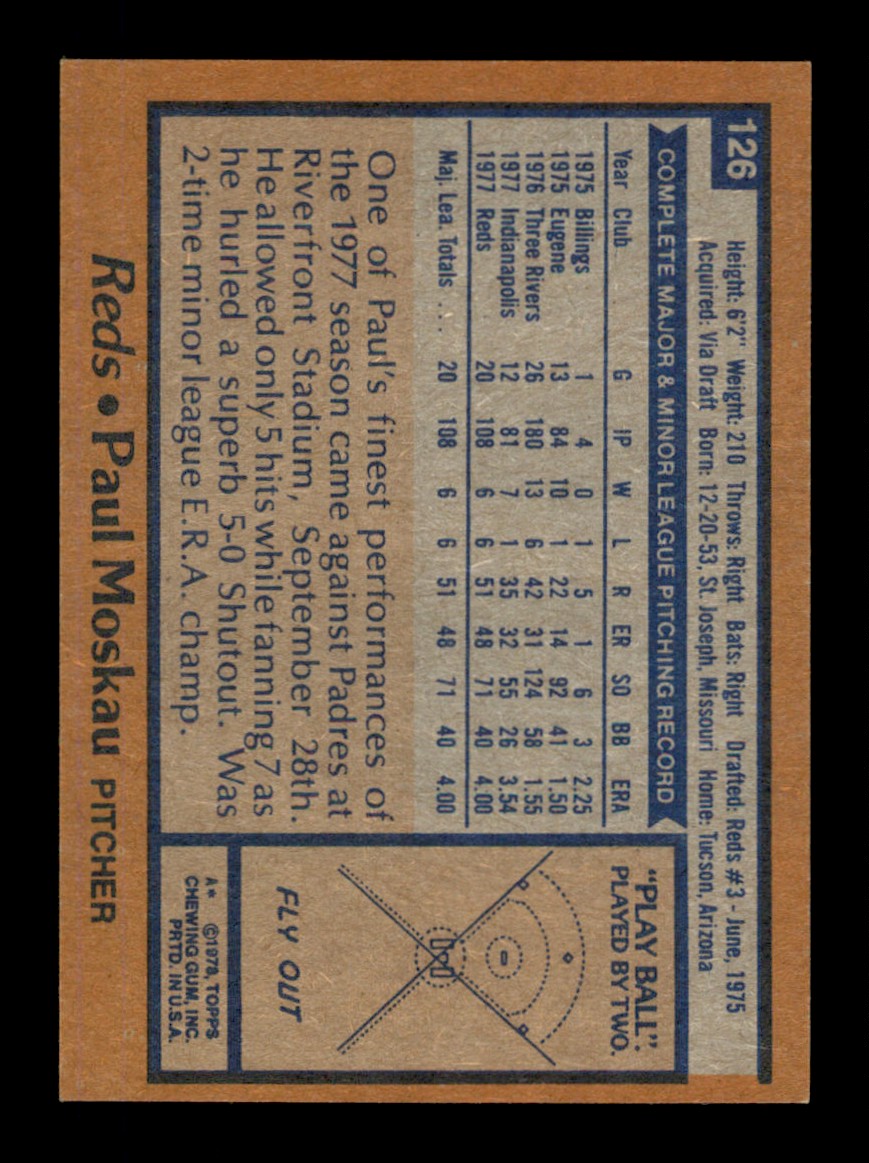 126
Height: 6'2" Weight: 210 Throws: Right Bats: Right Drafted: Reds #3 - June, 1975
Acquired: Via Draft Born: 12-20-53, St. Joseph, Missouri Home: Tucson, Arizona
COMPLETE MAJOR & MINOR LEAGUE PITCHING RECORD
Year Club G IP W L R ER SO BB ERA
1975 Billings 1 4 0 1 5 1 6 3 2.25
1975 Eugene 13 84 10 1 22 14 92 41 1.50
1976 Three Rivers 26 180 13 6 42 31 124 58 1.55
1977 Indianapolis 12 81 7 1 35 32 55 26 3.54
1977 Reds 20 108 6 6 51 48 71 40 4.00
Maj. Lea. Totals ... 20 108 6 6 51 48 71 40 4.00
One of Paul's finest performances of
the 1977 season came against Padres at
Riverfront Stadium, September 28th.
He allowed only 5 hits while fanning 7 as
he hurled a superb 5-0 Shutout. Was
2-time minor league E.R.A. champ.
"PLAY BALL":
PLAYED BY TWO.
FLY OUT
A* ©1978, TOPPS
CHEWING GUM, INC.
PRTD. IN U.S.A.
Reds • Paul Moskau PITCHER